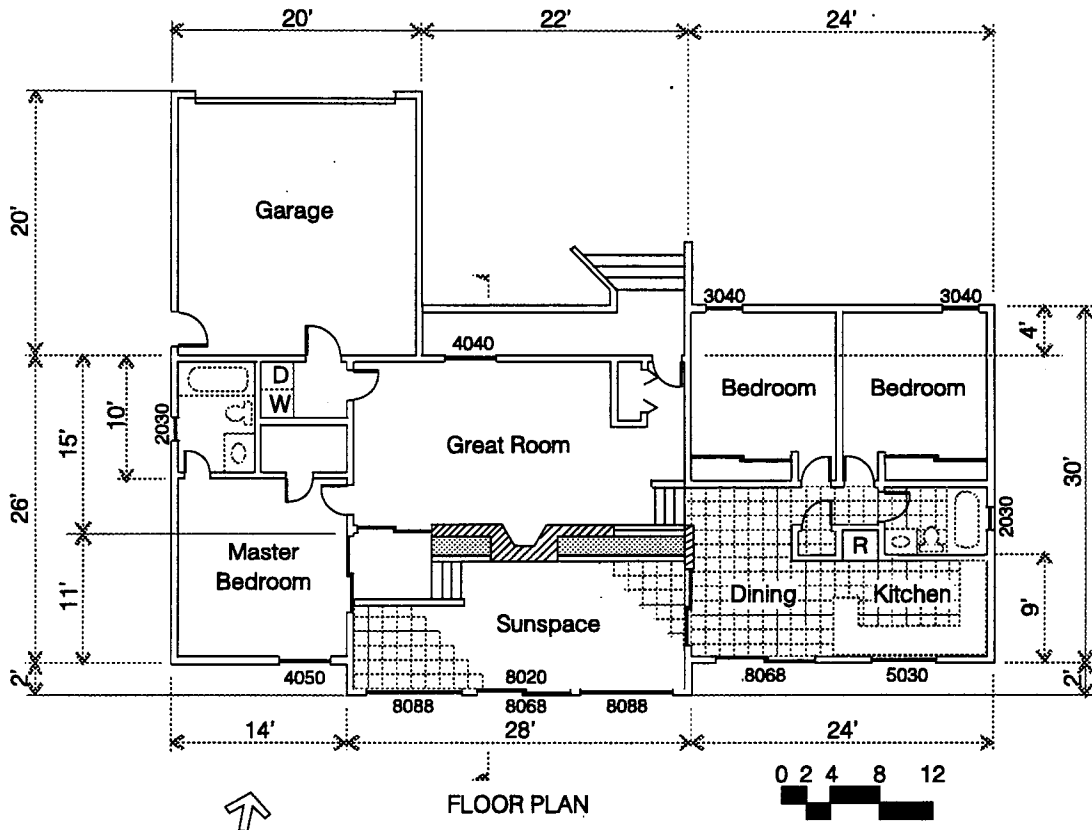 20'
22'
24'
20'
Garage
3040
3040
4'
4040
D
W
Bedroom
Bedroom
10'
2030
15'
26'
Great Room
30'
2030
R
Master
Bedroom
11'
Dining
Kitchen
9'
Sunspace
2'
4050
8020
8088
8068
8088
.8068
5030
2'
14'
28'
24'
0 2 4 8 12
FLOOR PLAN